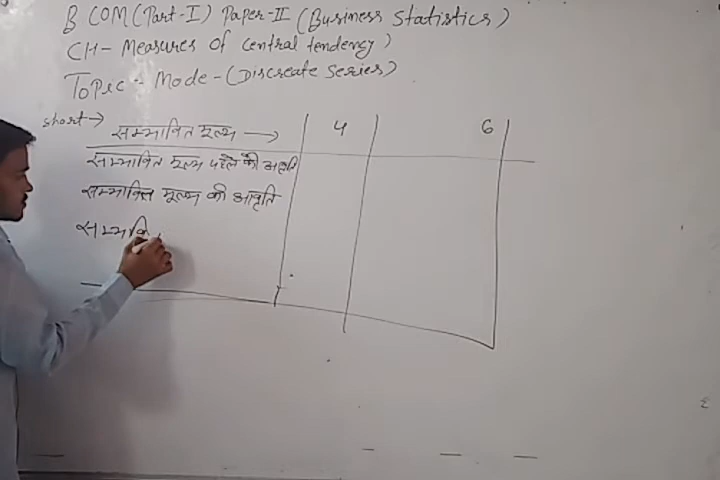 B COM (Part-I) Paper-II (Business Statistics)
CH- Measures of central tendency)
Topic - Mode - (Discreate Series)
short →
सम्भावित मूल्य → 4 6
सम्भावित मूल्य पहले की आवृति
सम्भावित मूल्य की आवृति
सम्भावि